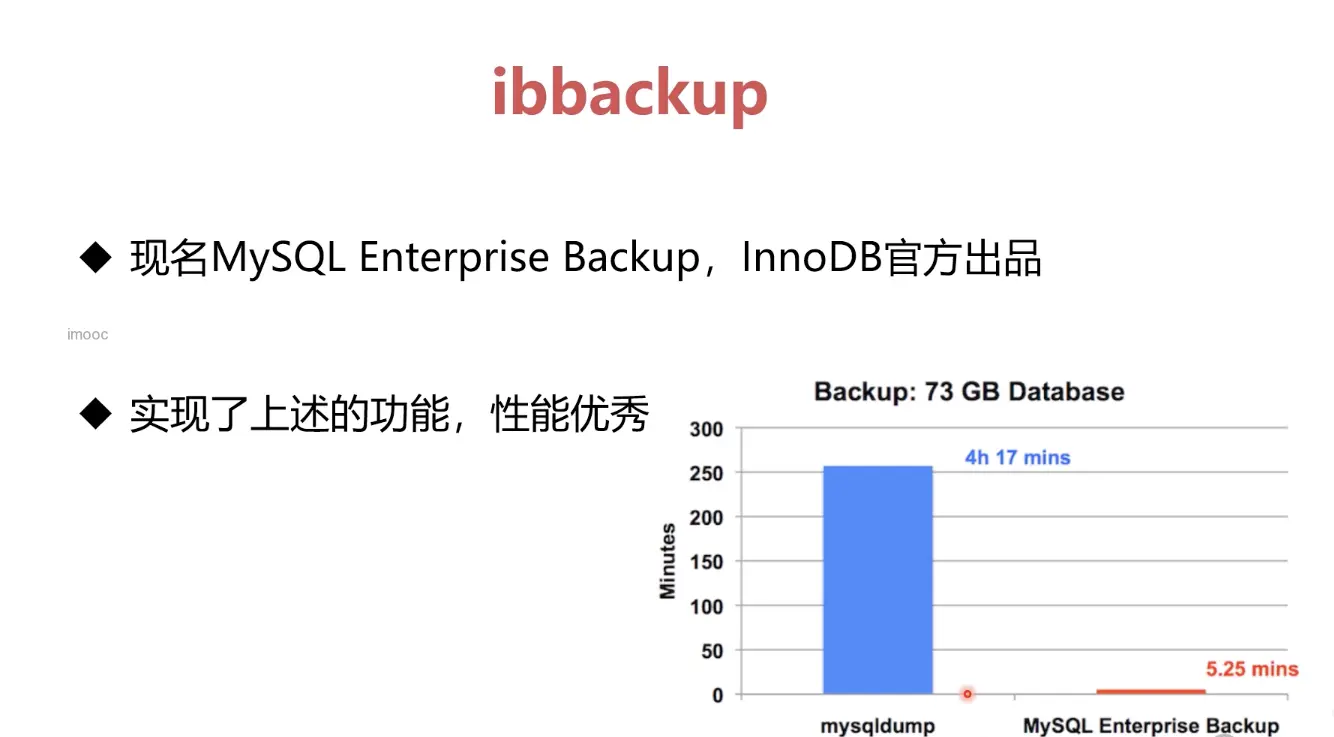 ibbackup
◆ 现名MySQL Enterprise Backup，InnoDB官方出品
imooc
◆ 实现了上述的功能，性能优秀
Backup: 73 GB Database
300
4h 17 mins
250
200
150
Minutes
100
50
5.25 mins
0
mysqldump
MySQL Enterprise Backup